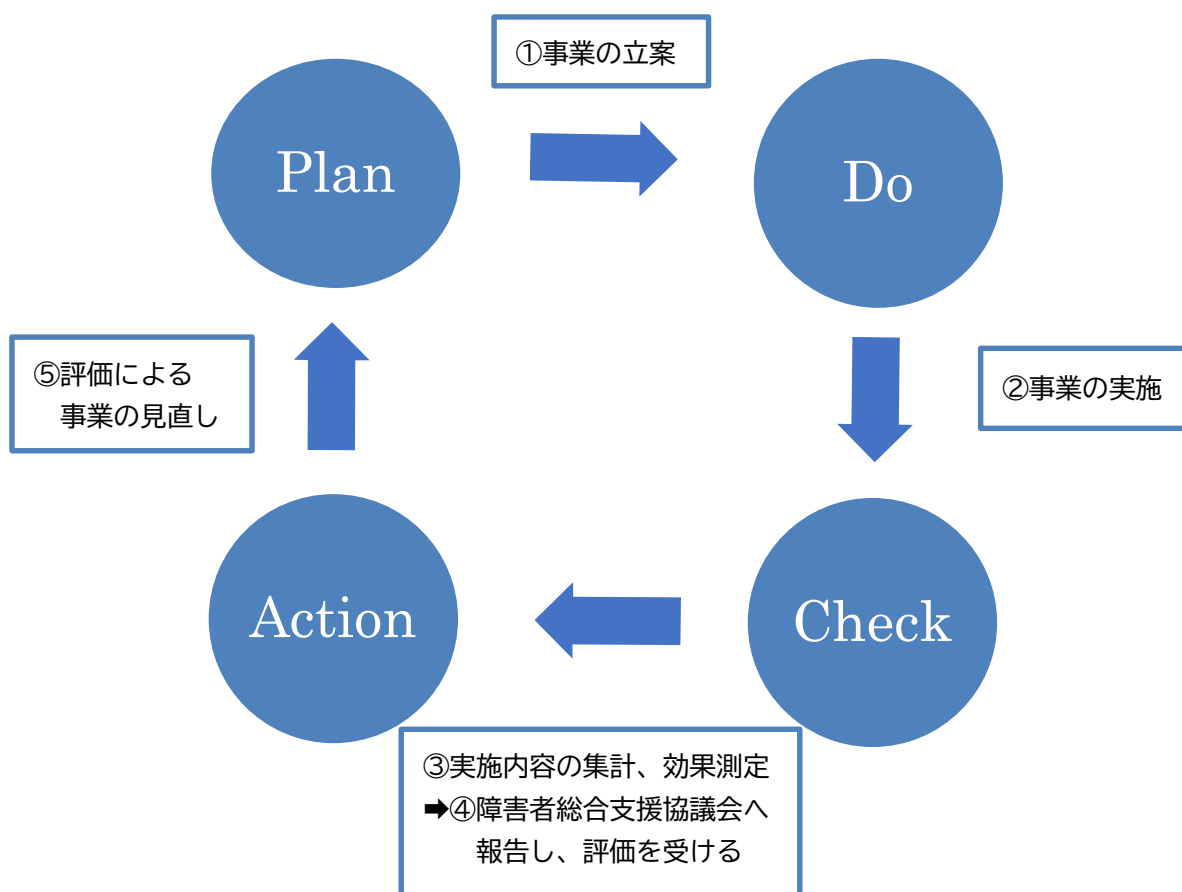 ①事業の立案
Plan
Do
⑤評価による
事業の見直し
②事業の実施
Action
Check
③実施内容の集計、効果測定
➡④障害者総合支援協議会へ
報告し、評価を受ける